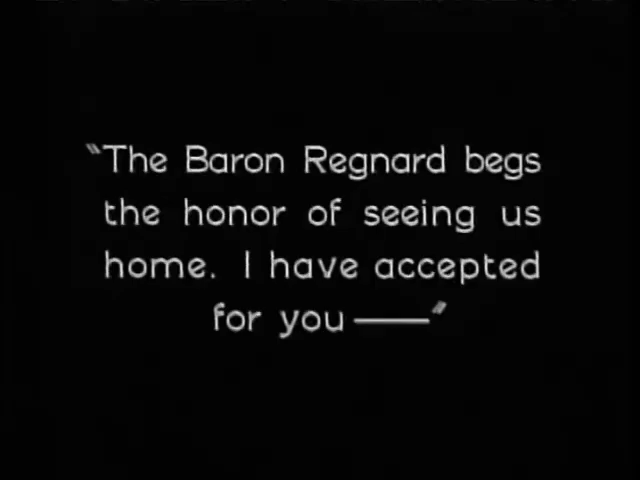 "The Baron Regnard begs
the honor of seeing us
home. I have accepted
for you ——"